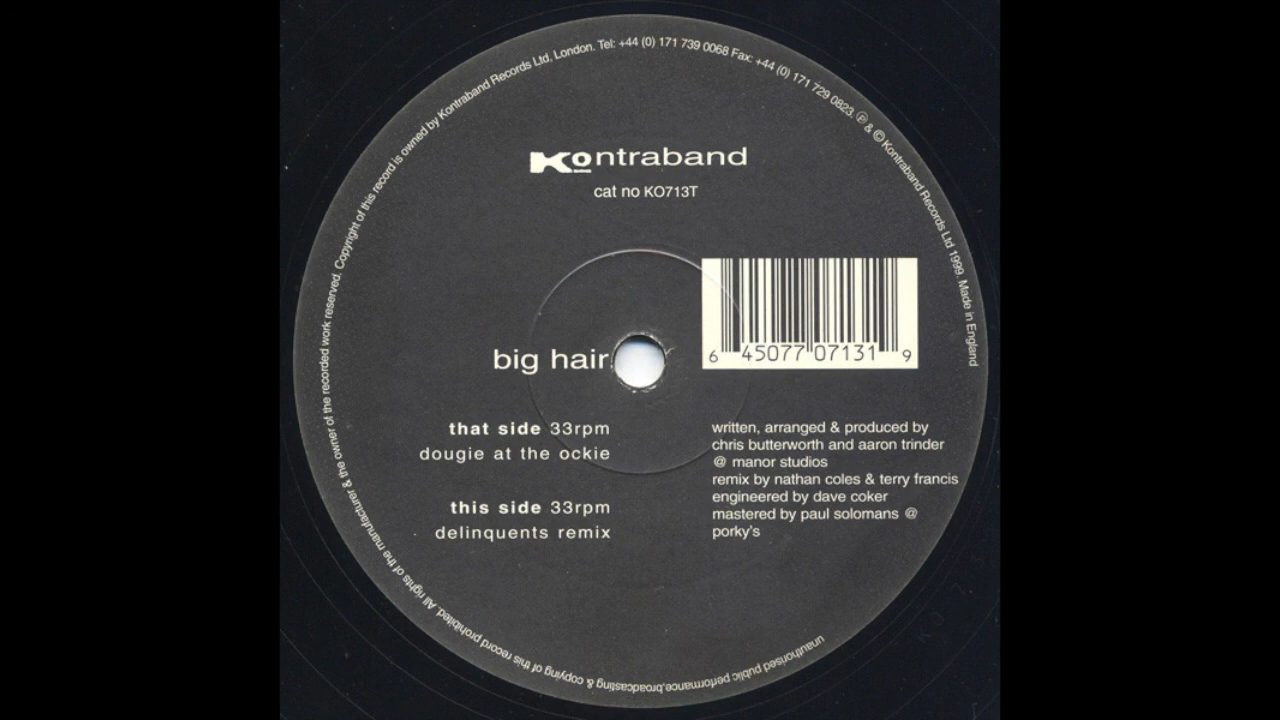 unauthorised public performance,broadcasting & copying of this record prohibited. All rights of the manufacturer & the owner of the recorded work reserved. Copyright of this record is owned by Kontraband Records Ltd, London. Tel: +44 (0) 171 739 0068 Fax: +44 (0) 171 729 0823. ℗ & © Kontraband Records Ltd 1999. Made in England
Kontraband
cat no KO713T
6 45077 07131 9
big hair
that side 33rpm
dougie at the ockie
this side 33rpm
delinquents remix
written, arranged & produced by
chris butterworth and aaron trinder
@ manor studios
remix by nathan coles & terry francis
engineered by dave coker
mastered by paul solomans @
porky's